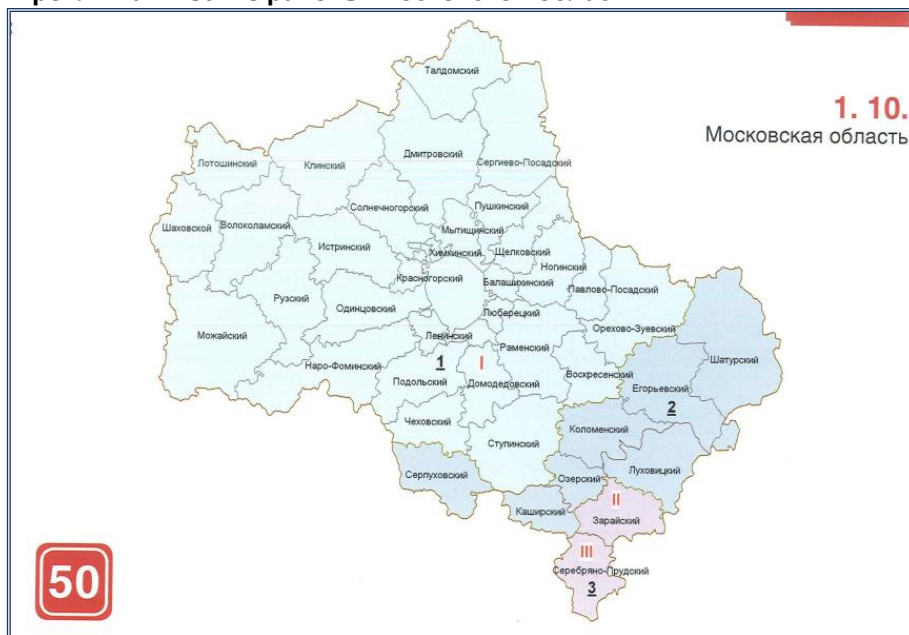 1. 10.
Московская область
Талдомский
Дмитровский
Сергиево-Посадский
Лотошинский
Клинский
Солнечногорский
Пушкинский
Шаховской
Волоколамский
Мытищинский
Истринский
Химкинский
Щелковский
Ногинский
Красногорский
Балашихинский
Павлово-Посадский
Рузский
Одинцовский
Люберецкий
Можайский
Ленинский
Орехово-Зуевский
Раменский
Шатурский
1
I
Наро-Фоминский
Воскресенский
Подольский
Домодедовский
Егорьевский
2
Чеховский
Коломенский
Ступинский
Серпуховский
Озерский
Луховицкий
II
Каширский
Зарайский
III
Серебряно-Прудский
3
50